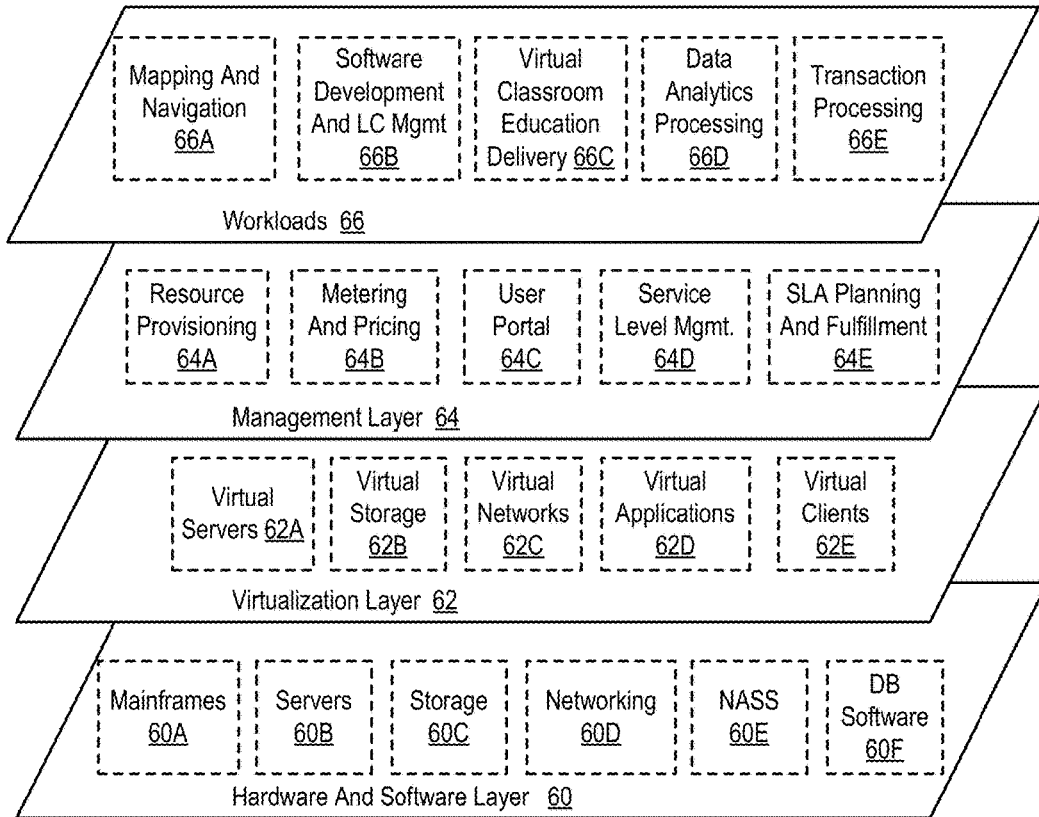 Mapping And
Navigation
66A
Software
Development
And LC Mgmt
66B
Virtual
Classroom
Education
Delivery 66C
Data
Analytics
Processing
66D
Transaction
Processing
66E
Workloads 66
Resource
Provisioning
64A
Metering
And Pricing
64B
User
Portal
64C
Service
Level Mgmt.
64D
SLA Planning
And Fulfillment
64E
Management Layer 64
Virtual
Servers 62A
Virtual
Storage
62B
Virtual
Networks
62C
Virtual
Applications
62D
Virtual
Clients
62E
Virtualization Layer 62
Mainframes
60A
Servers
60B
Storage
60C
Networking
60D
NASS
60E
DB
Software
60F
Hardware And Software Layer 60